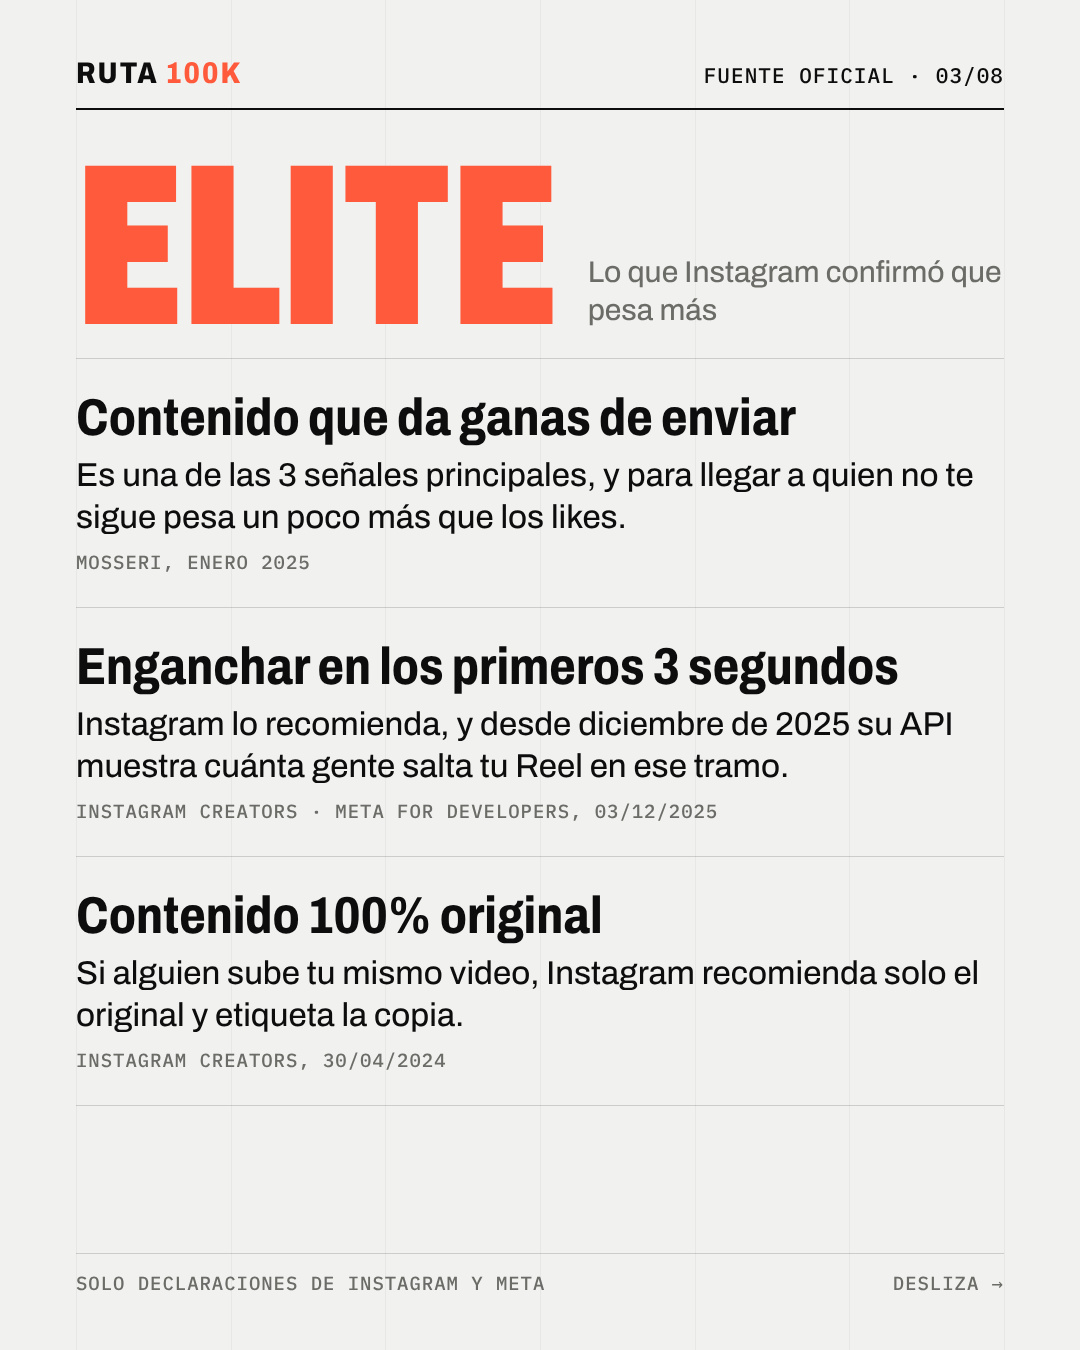 RUTA 100K
FUENTE OFICIAL · 03/08
ELITE
Lo que Instagram confirmó que
pesa más
Contenido que da ganas de enviar
Es una de las 3 señales principales, y para llegar a quien no te
sigue pesa un poco más que los likes.
MOSSERI, ENERO 2025
Enganchar en los primeros 3 segundos
Instagram lo recomienda, y desde diciembre de 2025 su API
muestra cuánta gente salta tu Reel en ese tramo.
INSTAGRAM CREATORS · META FOR DEVELOPERS, 03/12/2025
Contenido 100% original
Si alguien sube tu mismo video, Instagram recomienda solo el
original y etiqueta la copia.
INSTAGRAM CREATORS, 30/04/2024
SOLO DECLARACIONES DE INSTAGRAM Y META
DESLIZA →